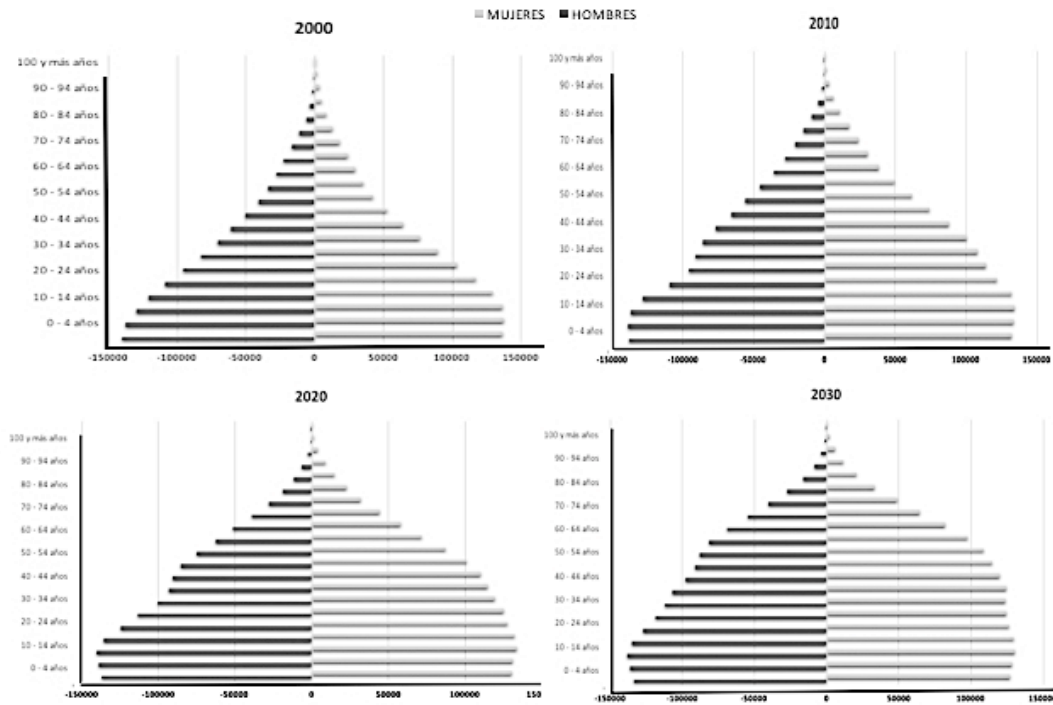 MUJERES HOMBRES
2000
100 y más años
90 - 94 años
80 - 84 años
70 - 74 años
60 - 64 años
50 - 54 años
40 - 44 años
30 - 34 años
20 - 24 años
10 - 14 años
0 - 4 años
-150000 -100000 -50000 0 50000 100000 150000
2010
100 y más años
90 - 94 años
80 - 84 años
70 - 74 años
60 - 64 años
50 - 54 años
40 - 44 años
30 - 34 años
20 - 24 años
10 - 14 años
0 - 4 años
-150000 -100000 -50000 0 50000 100000 150000
2020
100 y más años
90 - 94 años
80 - 84 años
70 - 74 años
60 - 64 años
50 - 54 años
40 - 44 años
30 - 34 años
20 - 24 años
10 - 14 años
0 - 4 años
-150000 -100000 -50000 0 50000 100000 150
2030
100 y más años
90 - 94 años
80 - 84 años
70 - 74 años
60 - 64 años
50 - 54 años
40 - 44 años
30 - 34 años
20 - 24 años
10 - 14 años
0 - 4 años
-150000 -100000 -50000 0 50000 100000 150000